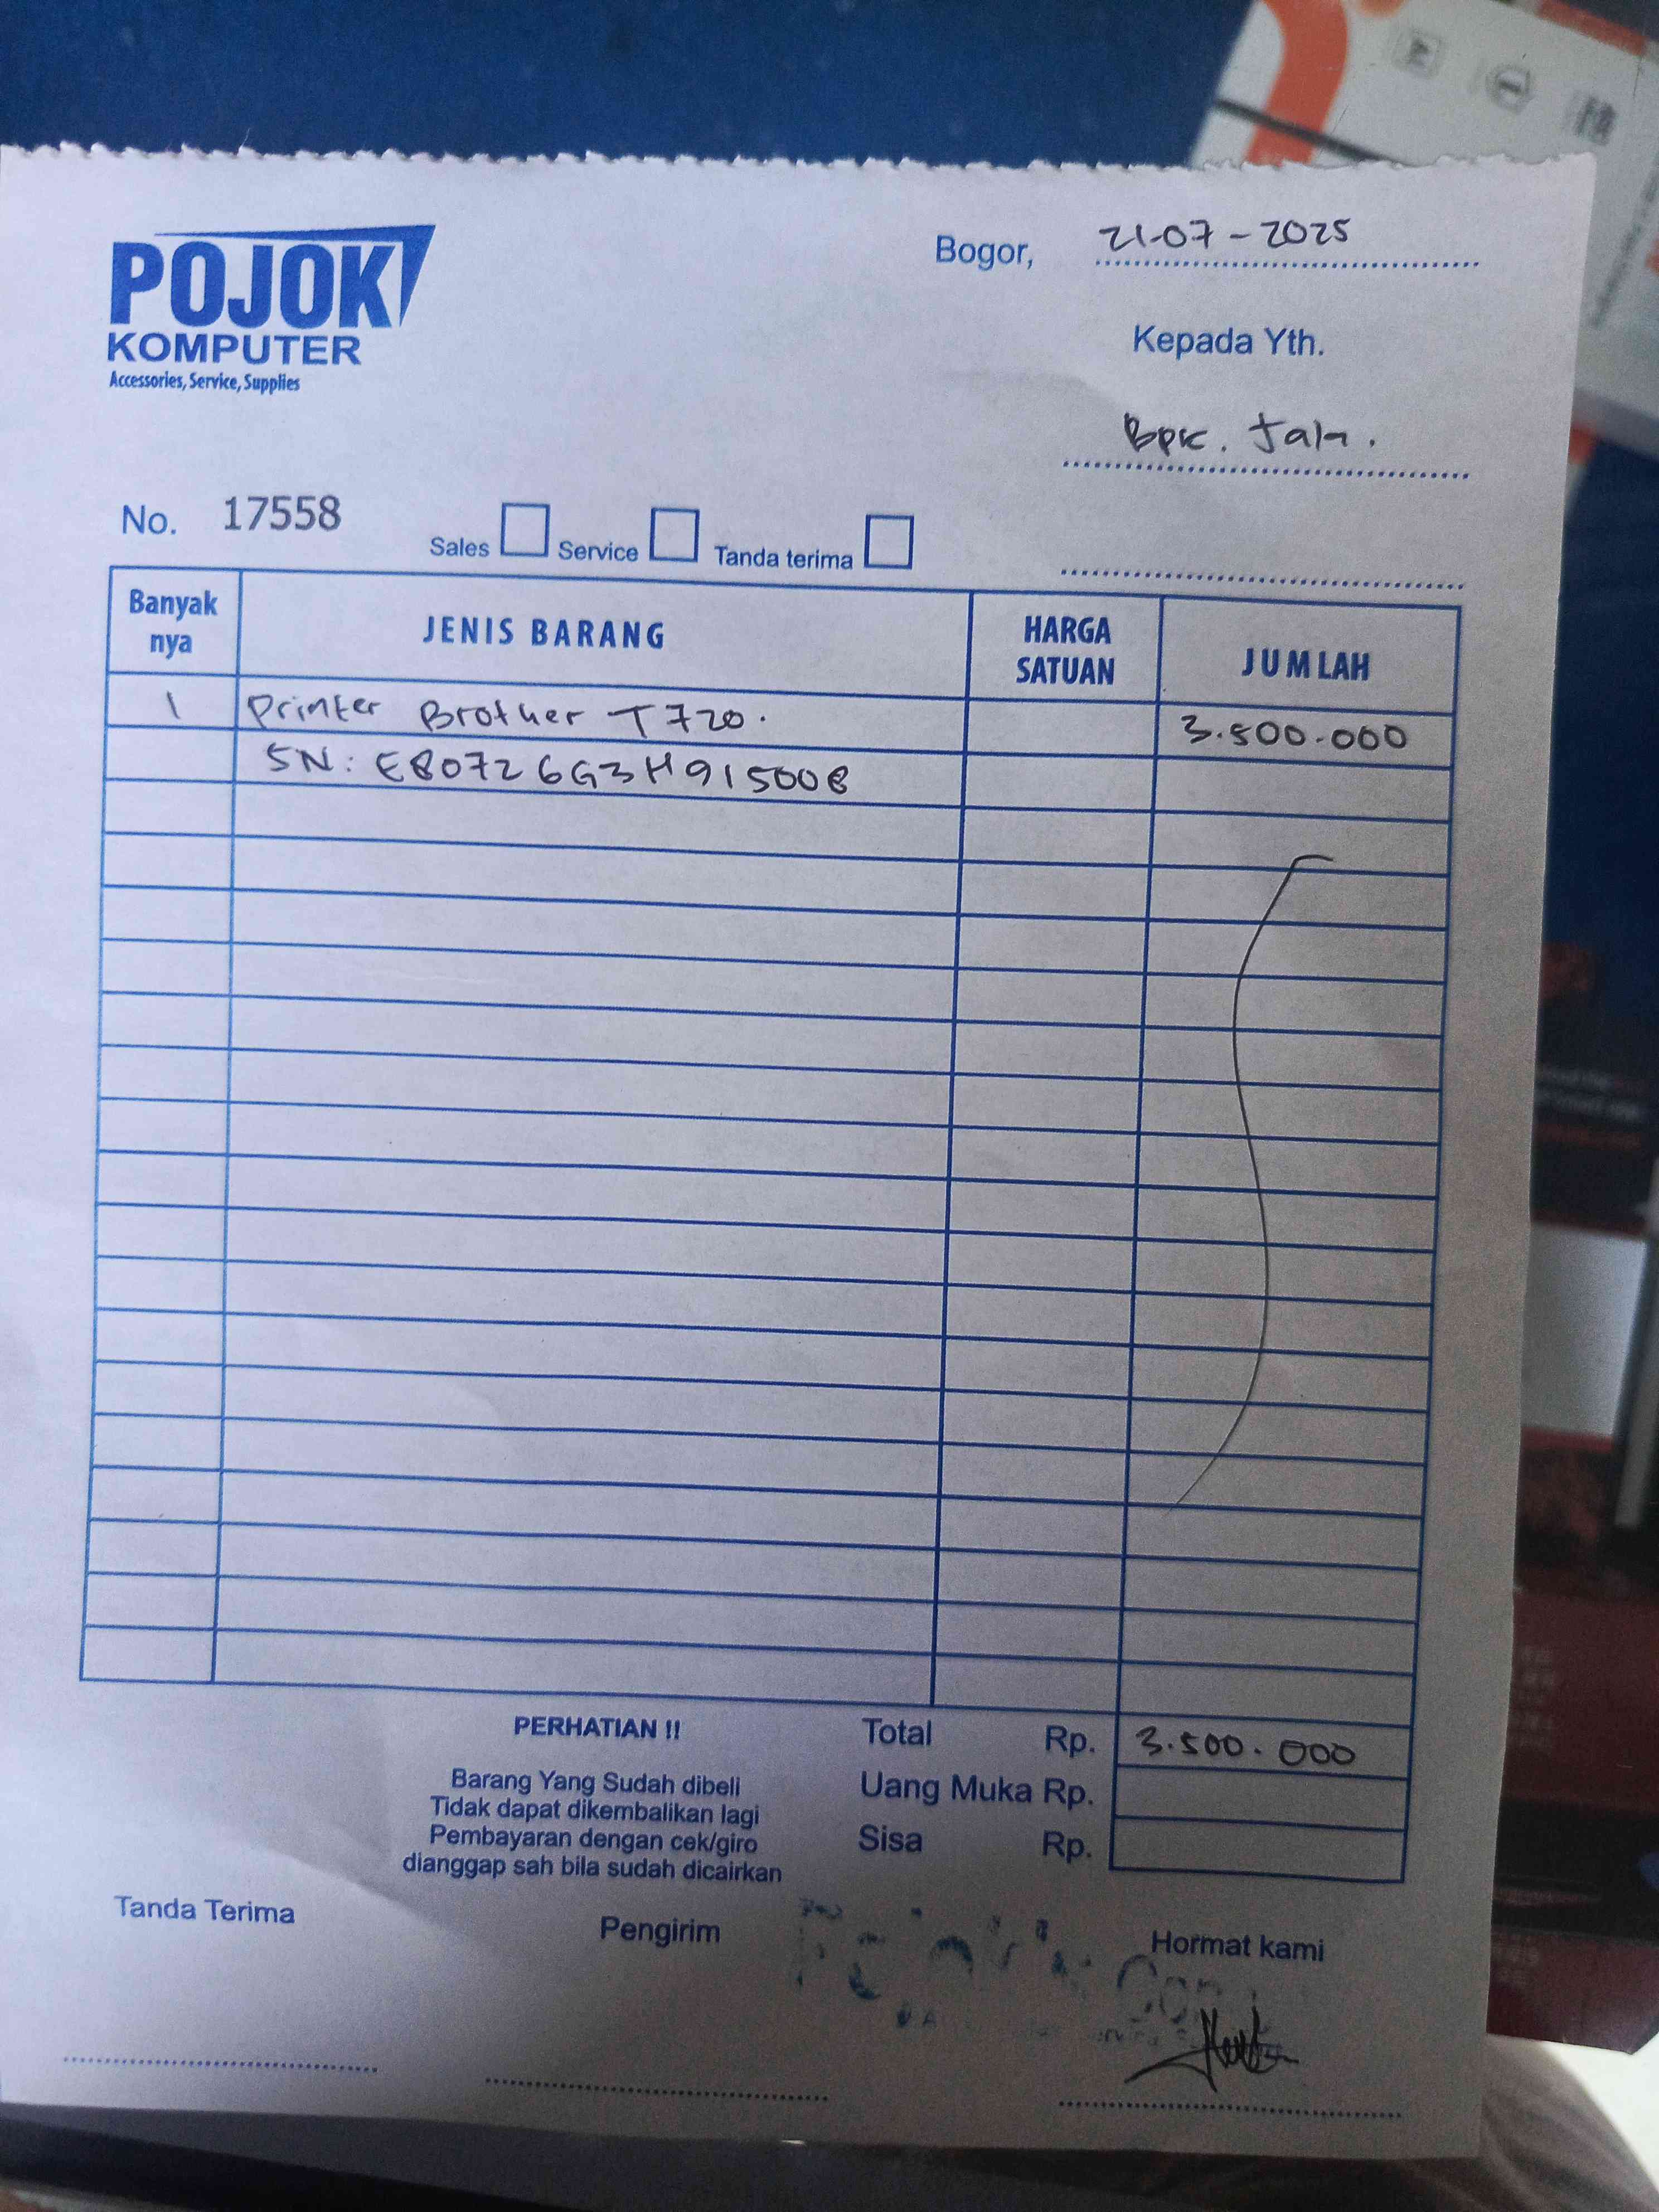 POJOK
KOMPUTER
Accessories, Service, Supplies
Bogor, 21-07-2025
Kepada Yth.
Bpk.
No. 17558
Sales Service Tanda terima
Banyak nya JENIS BARANG HARGA SATUAN JUMLAH
1 Printer Brother T720. 3.500.000
SN: E80726G3H915008
PERHATIAN !!
Barang Yang Sudah dibeli
Tidak dapat dikembalikan lagi
Pembayaran dengan cek/giro
dianggap sah bila sudah dicairkan
Total Rp. 3.500.000
Uang Muka Rp.
Sisa Rp.
Tanda Terima
Pengirim
Hormat kami